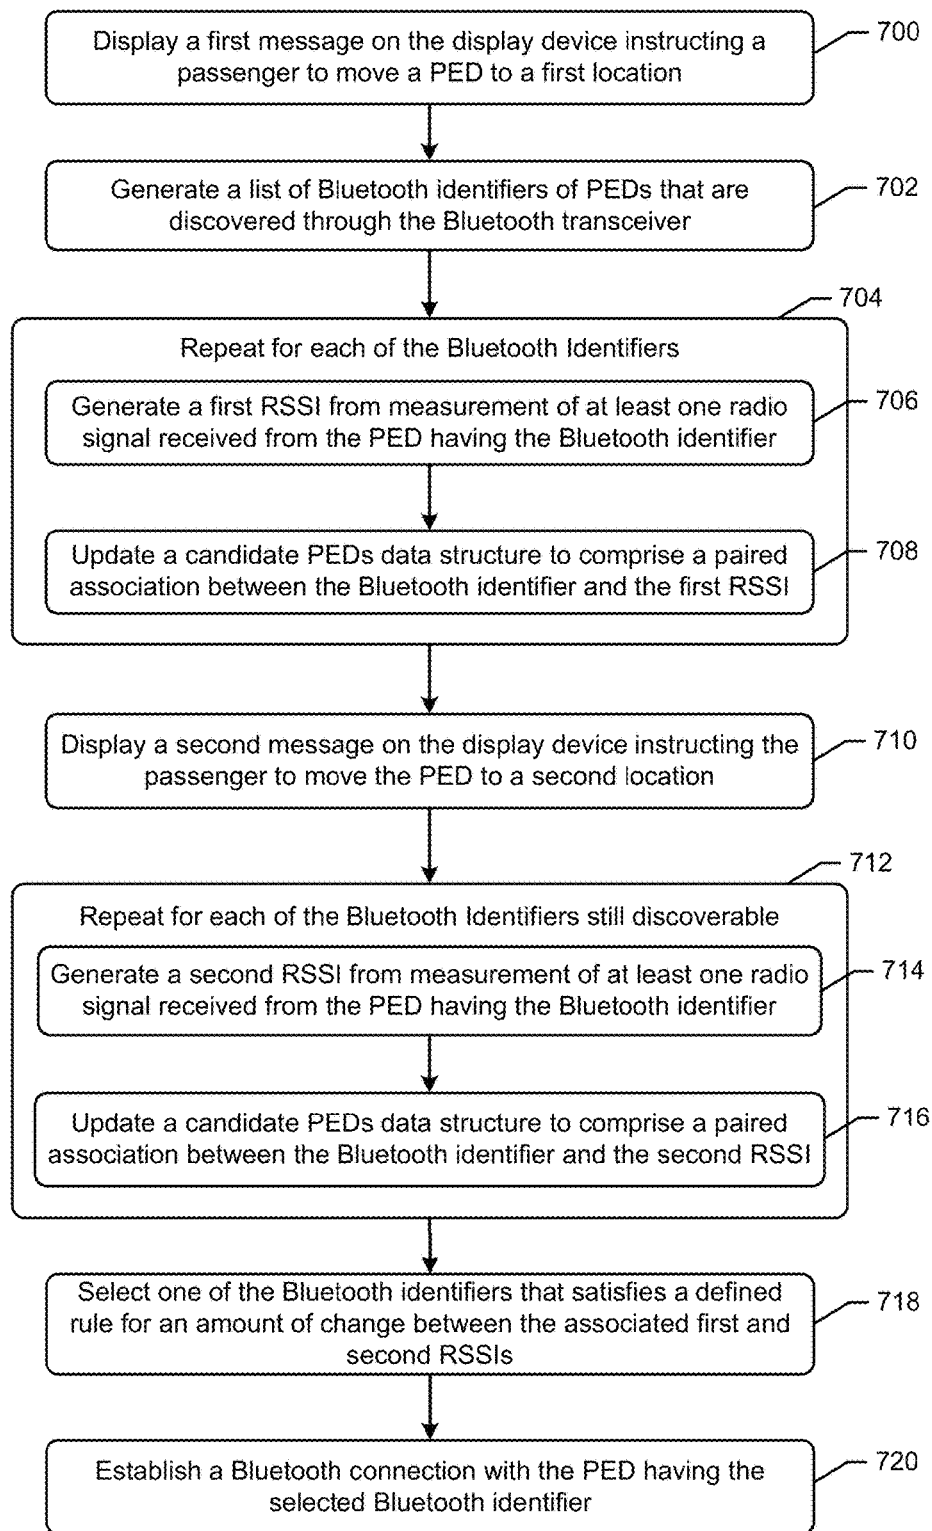 Display a first message on the display device instructing a
passenger to move a PED to a first location
700
Generate a list of Bluetooth identifiers of PEDs that are
discovered through the Bluetooth transceiver
702
704
Repeat for each of the Bluetooth Identifiers
Generate a first RSSI from measurement of at least one radio
signal received from the PED having the Bluetooth identifier
706
Update a candidate PEDs data structure to comprise a paired
association between the Bluetooth identifier and the first RSSI
708
Display a second message on the display device instructing the
passenger to move the PED to a second location
710
712
Repeat for each of the Bluetooth Identifiers still discoverable
Generate a second RSSI from measurement of at least one radio
signal received from the PED having the Bluetooth identifier
714
Update a candidate PEDs data structure to comprise a paired
association between the Bluetooth identifier and the second RSSI
716
Select one of the Bluetooth identifiers that satisfies a defined
rule for an amount of change between the associated first and
second RSSIs
718
Establish a Bluetooth connection with the PED having the
selected Bluetooth identifier
720